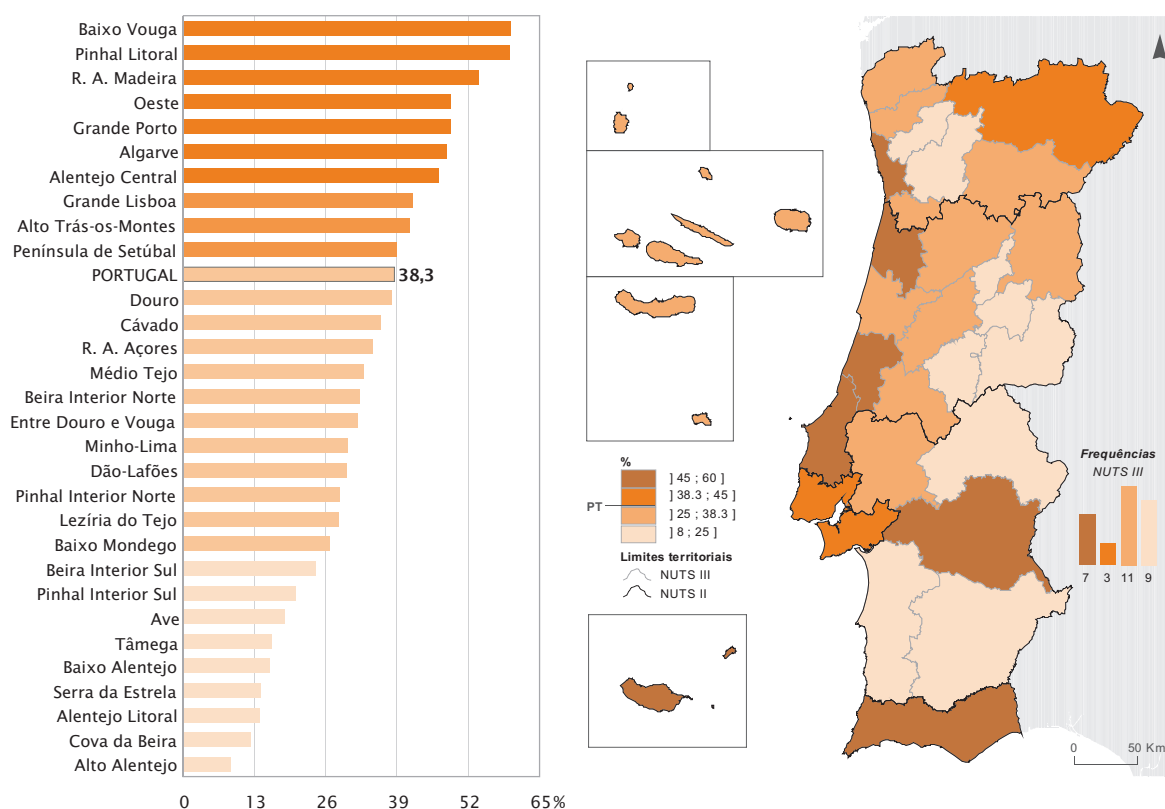 Baixo Vouga
Pinhal Litoral
R. A. Madeira
Oeste
Grande Porto
Algarve
Alentejo Central
Grande Lisboa
Alto Trás-os-Montes
Península de Setúbal
PORTUGAL
38,3
Douro
Cávado
R. A. Açores
Médio Tejo
Beira Interior Norte
Entre Douro e Vouga
Minho-Lima
Dão-Lafões
Pinhal Interior Norte
Lezíria do Tejo
Baixo Mondego
Beira Interior Sul
Pinhal Interior Sul
Ave
Tâmega
Baixo Alentejo
Serra da Estrela
Alentejo Litoral
Cova da Beira
Alto Alentejo
0 13 26 39 52 65%
%
] 45 ; 60 ]
] 38.3 ; 45 ]
PT
] 25 ; 38.3 ]
] 8 ; 25 ]
Limites territoriais
NUTS III
NUTS II
Frequências
NUTS III
7 3 11 9
0 50 Km